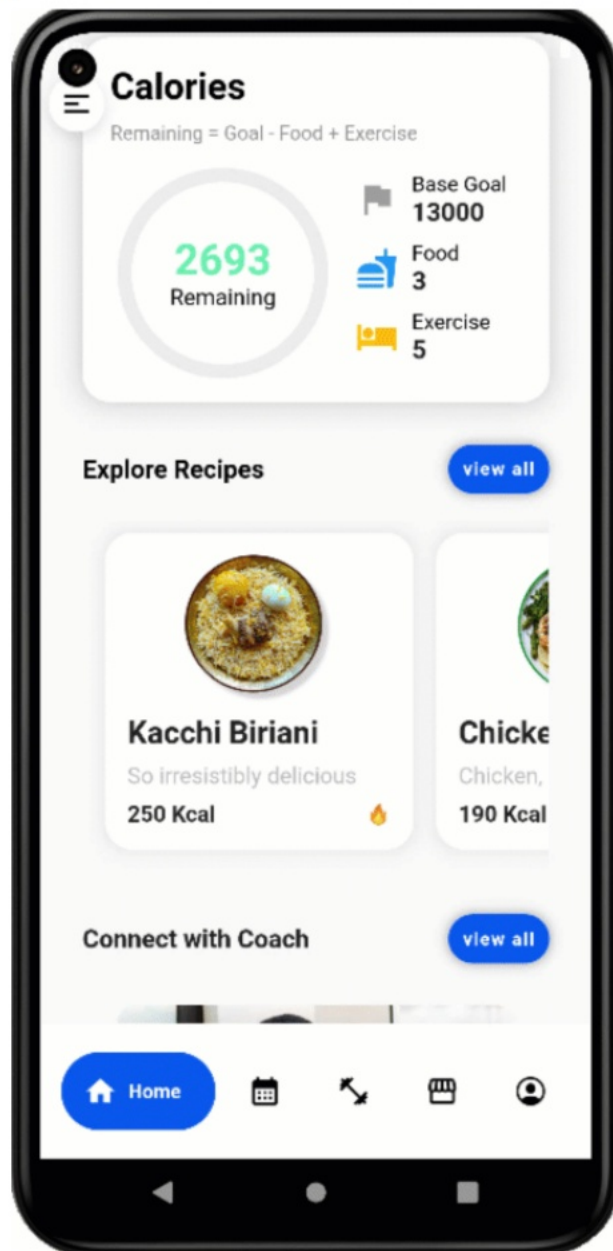 Calories
Remaining = Goal - Food + Exercise
2693
Remaining
Base Goal
13000
Food
3
Exercise
5
Explore Recipes
view all
Kacchi Biriani
So irresistibly delicious
250 Kcal
Chicke
Chicken,
190 Kcal
Connect with Coach
view all
Home